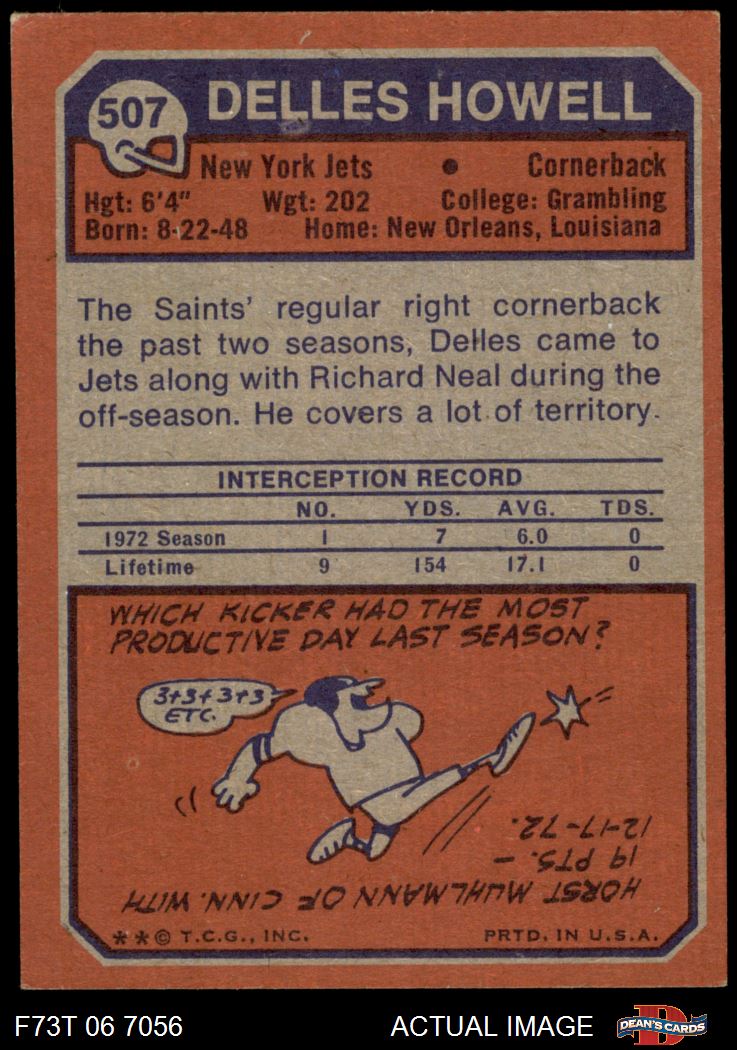 507 DELLES HOWELL
New York Jets • Cornerback
Hgt: 6'4" Wgt: 202 College: Grambling
Born: 8-22-48 Home: New Orleans, Louisiana
The Saints' regular right cornerback
the past two seasons, Delles came to
Jets along with Richard Neal during the
off-season. He covers a lot of territory.
INTERCEPTION RECORD
NO. YDS. AVG. TDS.
1972 Season 1 7 6.0 0
Lifetime 9 154 17.1 0
WHICH KICKER HAD THE MOST
PRODUCTIVE DAY LAST SEASON?
3+3+3+3
ETC.
HORST MUHLMANN OF CINN. WITH
19 PTS. –
12-17-72.
**© T.C.G., INC. PRTD. IN U.S.A.
F73T 06 7056 ACTUAL IMAGE DEAN'S CARDS